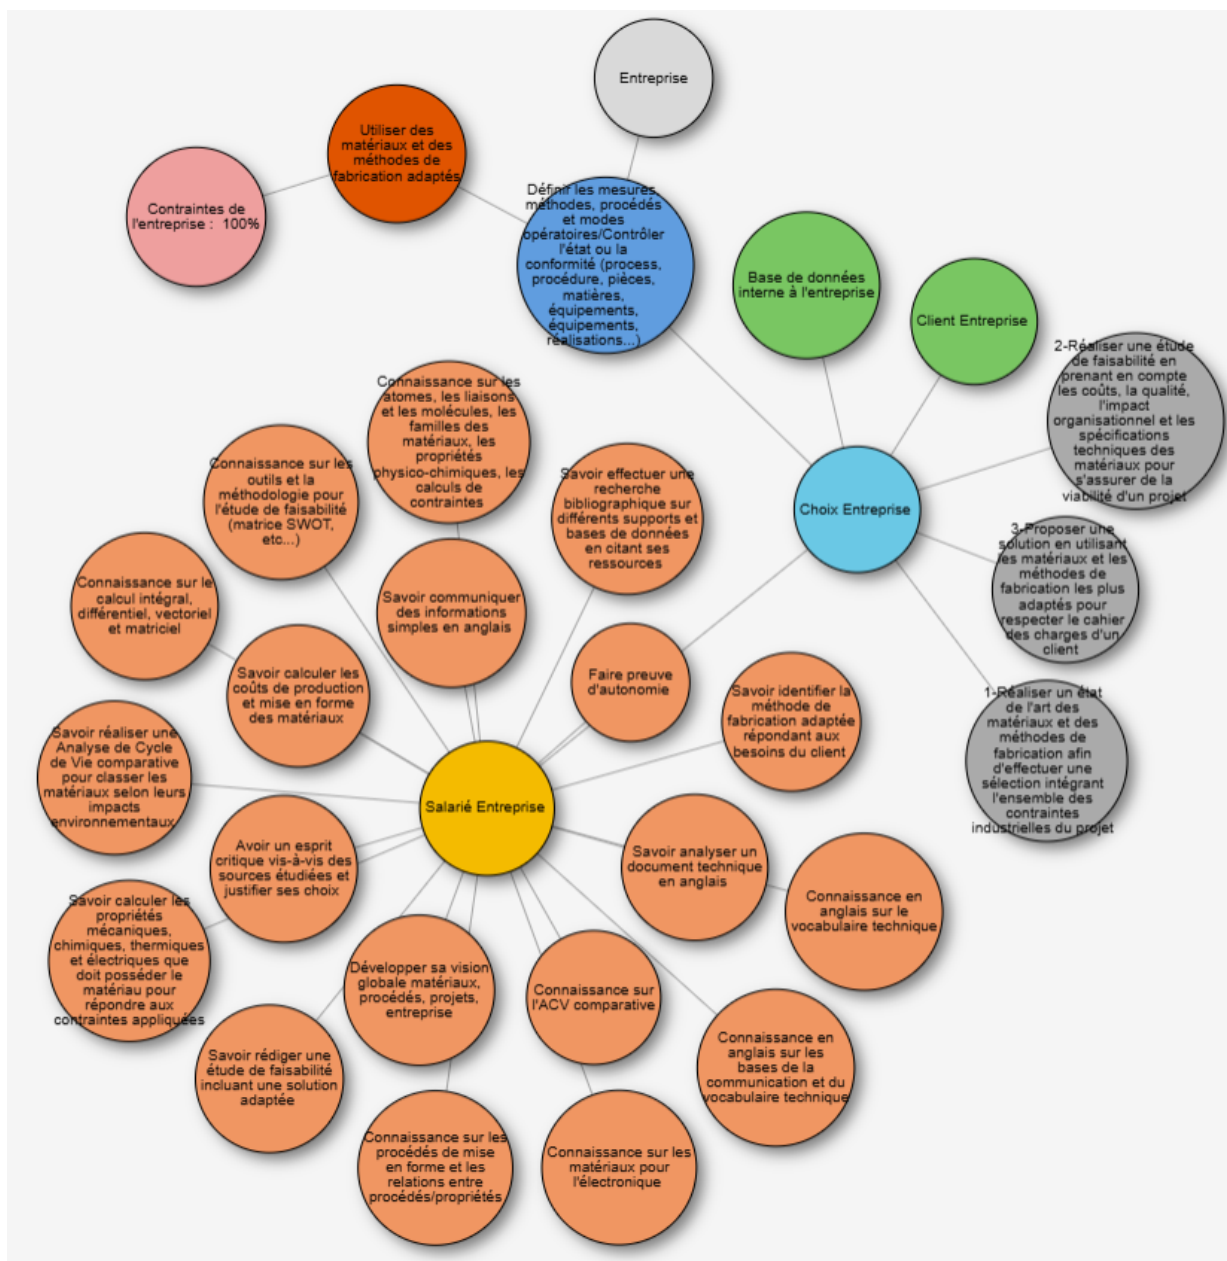 Entreprise
Utiliser des
matériaux et des
méthodes de
fabrication adaptés
Contraintes de
l'entreprise :  100%
Définir les mesures,
méthodes, procédés
et modes
opératoires/Contrôler
l'état ou la
conformité (process,
procédure, pièces,
matières,
équipements,
équipements,
réalisations...)
Base de données
interne à l'entreprise
Client Entreprise
2-Réaliser une étude
de faisabilité en
prenant en compte
les coûts, la qualité,
l'impact
organisationnel et les
spécifications
techniques des
matériaux pour
s'assurer de la
viabilité d'un projet
Choix Entreprise
3-Proposer une
solution en utilisant
les matériaux et les
méthodes de
fabrication les plus
adaptés pour
respecter le cahier
des charges d'un
client
1-Réaliser un état
de l'art des
matériaux et des
méthodes de
fabrication afin
d'effectuer une
sélection intégrant
l'ensemble des
contraintes
industrielles du projet
Connaissance sur les
atomes, les liaisons
et les molécules, les
familles des
matériaux, les
propriétés
physico-chimiques, les
calculs de
contraintes
Connaissance sur les
outils et la
méthodologie pour
l'étude de faisabilité
(matrice SWOT,
etc...)
Savoir effectuer une
recherche
bibliographique sur
différents supports et
bases de données
en citant ses
ressources
Connaissance sur le
calcul intégral,
différentiel, vectoriel
et matriciel
Savoir communiquer
des informations
simples en anglais
Savoir calculer les
coûts de production
et mise en forme
des matériaux
Faire preuve
d'autonomie
Savoir identifier la
méthode de
fabrication adaptée
répondant aux
besoins du client
Savoir réaliser une
Analyse de Cycle
de Vie comparative
pour classer les
matériaux selon leurs
impacts
environnementaux
Salarié Entreprise
Avoir un esprit
critique vis-à-vis des
sources étudiées et
justifier ses choix
Savoir analyser un
document technique
en anglais
Connaissance en
anglais sur le
vocabulaire technique
Savoir calculer les
propriétés
mécaniques,
chimiques, thermiques
et électriques que
doit posséder le
matériau pour
répondre aux
contraintes appliquées
Développer sa vision
globale matériaux,
procédés, projets,
entreprise
Connaissance sur
l'ACV comparative
Savoir rédiger une
étude de faisabilité
incluant une solution
adaptée
Connaissance en
anglais sur les
bases de la
communication et du
vocabulaire technique
Connaissance sur les
procédés de mise
en forme et les
relations entre
procédés/propriétés
Connaissance sur les
matériaux pour
l'électronique